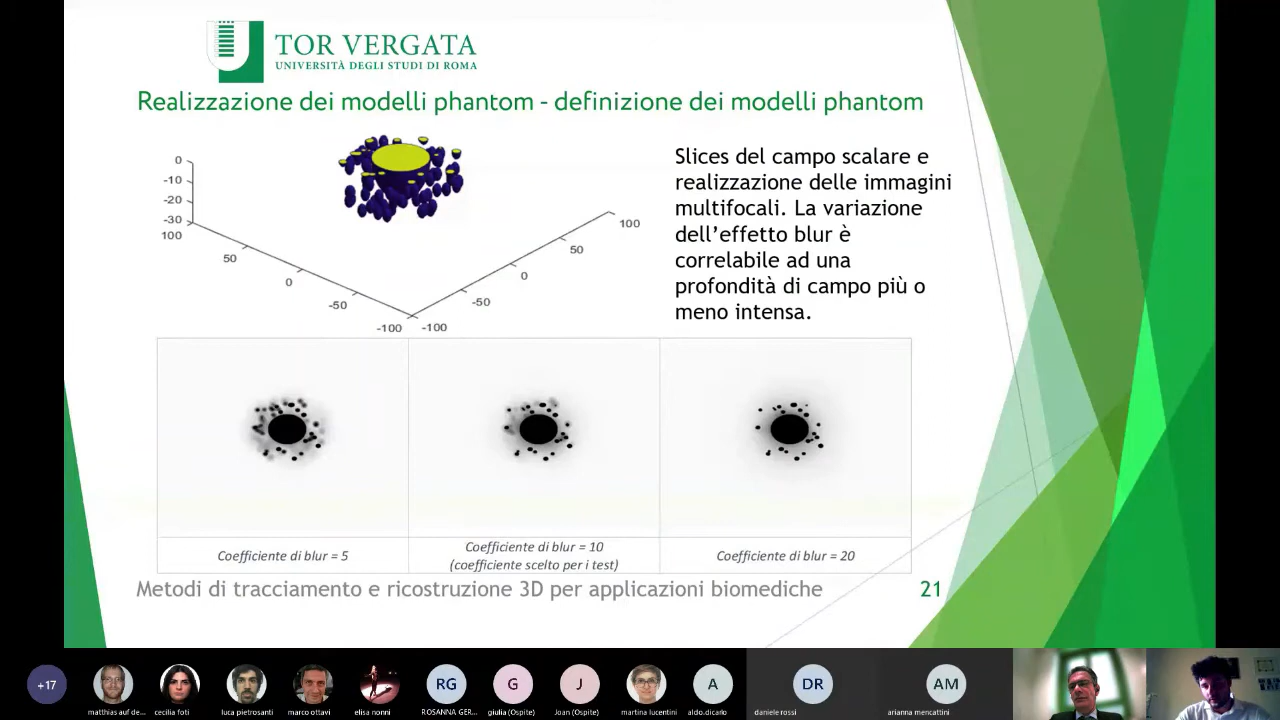 TOR VERGATA
UNIVERSITÀ DEGLI STUDI DI ROMA
Realizzazione dei modelli phantom - definizione dei modelli phantom
0
-10
-20
-30
100
50
0
-50
-100
-100
-50
0
50
100
Slices del campo scalare e
realizzazione delle immagini
multifocali. La variazione
dell'effetto blur è
correlabile ad una
profondità di campo più o
meno intensa.
Coefficiente di blur = 5
Coefficiente di blur = 10
(coefficiente scelto per i test)
Coefficiente di blur = 20
Metodi di tracciamento e ricostruzione 3D per applicazioni biomediche
21
+17
RG
G
J
A
DR
AM
matthias auf de...
cecilia foti
luca pietrosanti
marco ottavi
elisa nonni
ROSANNA GER...
giulia (Ospite)
Joan (Ospite)
martina lucentini
aldo.dicarlo
daniele rossi
arianna mencattini